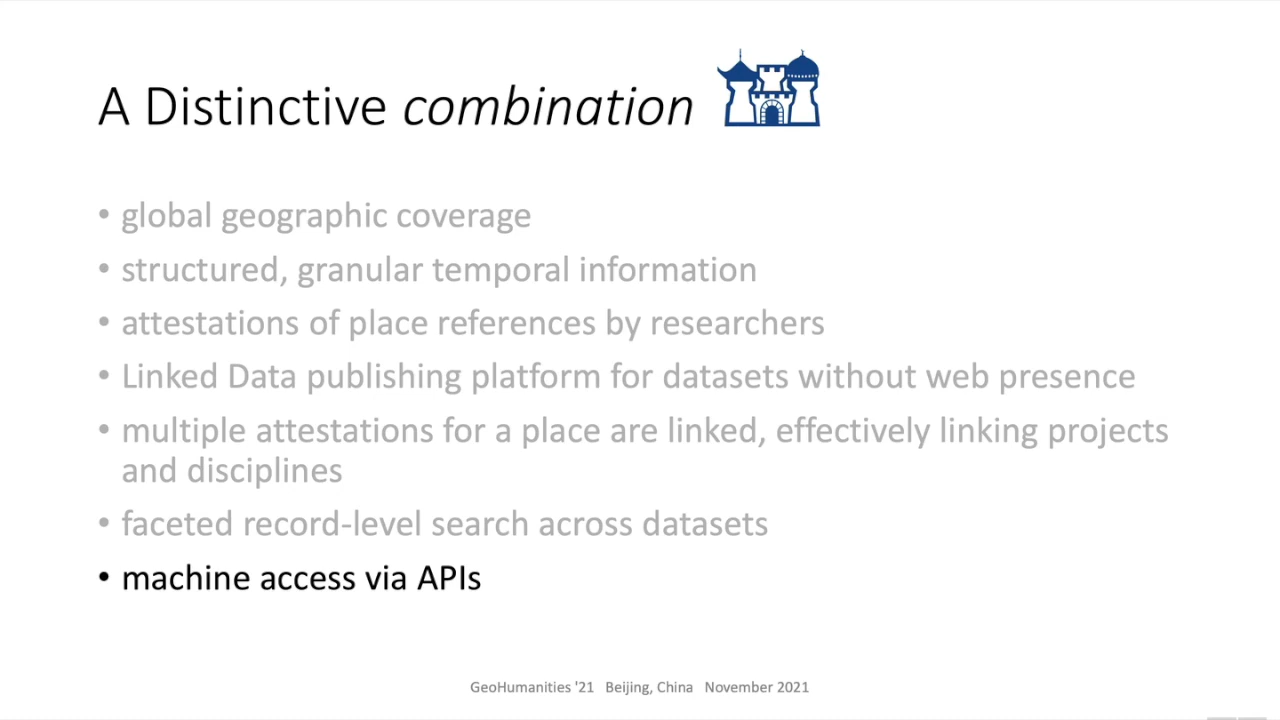 A Distinctive combination
• global geographic coverage
• structured, granular temporal information
• attestations of place references by researchers
• Linked Data publishing platform for datasets without web presence
• multiple attestations for a place are linked, effectively linking projects
and disciplines
• faceted record-level search across datasets
• machine access via APIs
GeoHumanities '21 Beijing, China November 2021